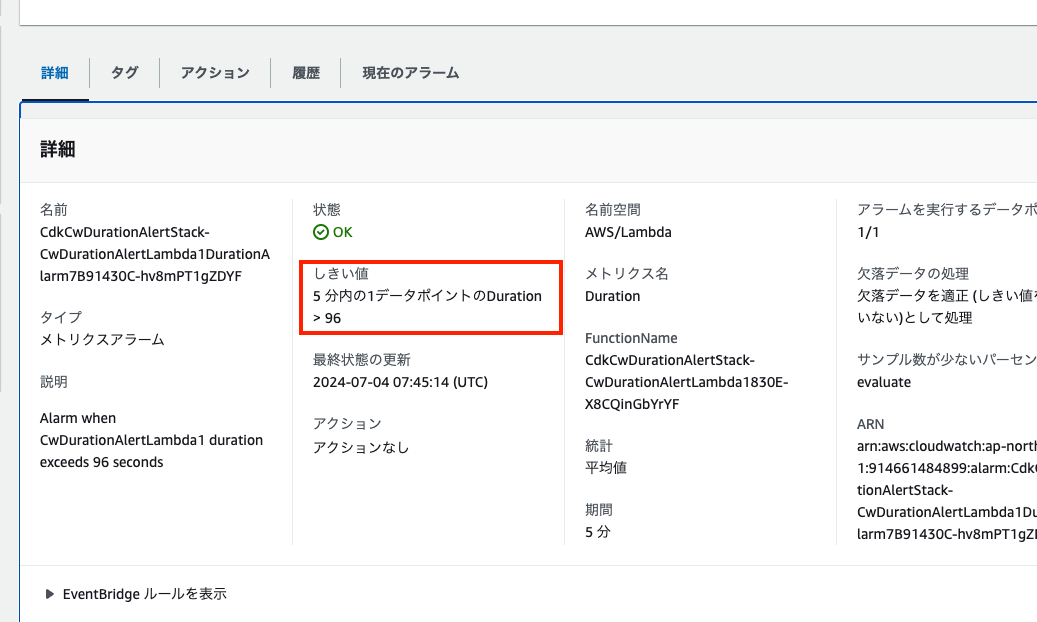 詳細
タグ
アクション
履歴
現在のアラーム
詳細
名前
CdkCwDurationAlertStack-
CwDurationAlertLambda1DurationA
larm7B91430C-hv8mPT1gZDYF
タイプ
メトリクスアラーム
説明
Alarm when
CwDurationAlertLambda1 duration
exceeds 96 seconds
状態
OK
しきい値
5 分内の1データポイントのDuration
> 96
最終状態の更新
2024-07-04 07:45:14 (UTC)
アクション
アクションなし
名前空間
AWS/Lambda
メトリクス名
Duration
FunctionName
CdkCwDurationAlertStack-
CwDurationAlertLambda1830E-
X8CQinGbYrYF
統計
平均値
期間
5 分
アラームを実行するデータポ
1/1
欠落データの処理
欠落データを適正 (しきい値を
いない)として処理
サンプル数が少ないパーセン
evaluate
ARN
arn:aws:cloudwatch:ap-north
1:914661484899:alarm:Cdk
tionAlertStack-
CwDurationAlertLambda1Du
larm7B91430C-hv8mPT1gZ
EventBridge ルールを表示